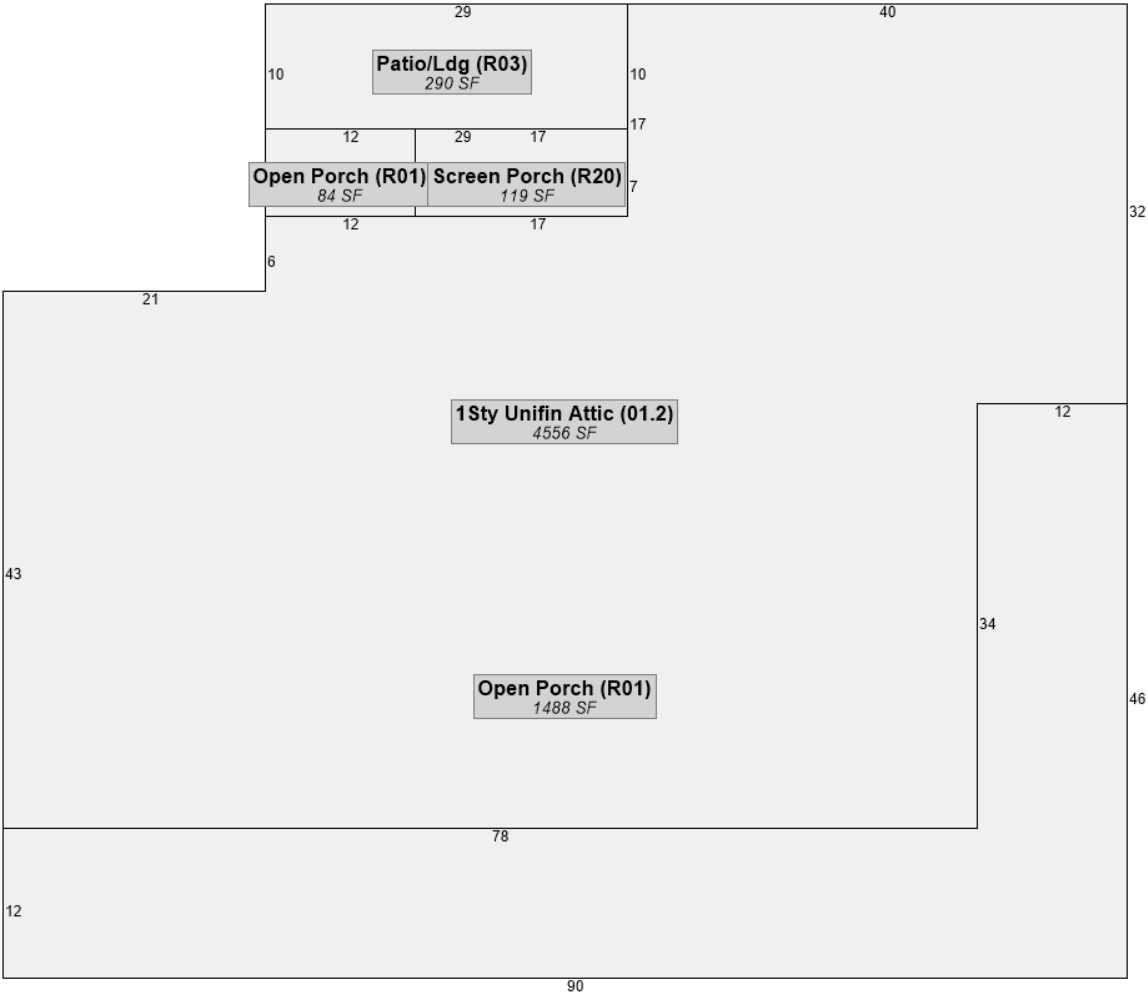 29
40
Patio/Ldg (R03)
290 SF
10
10
17
12
29
17
Open Porch (R01)
84 SF
Screen Porch (R20)
119 SF
7
32
12
17
6
21
1Sty Unifin Attic (01.2)
4556 SF
12
43
34
Open Porch (R01)
1488 SF
46
78
12
90